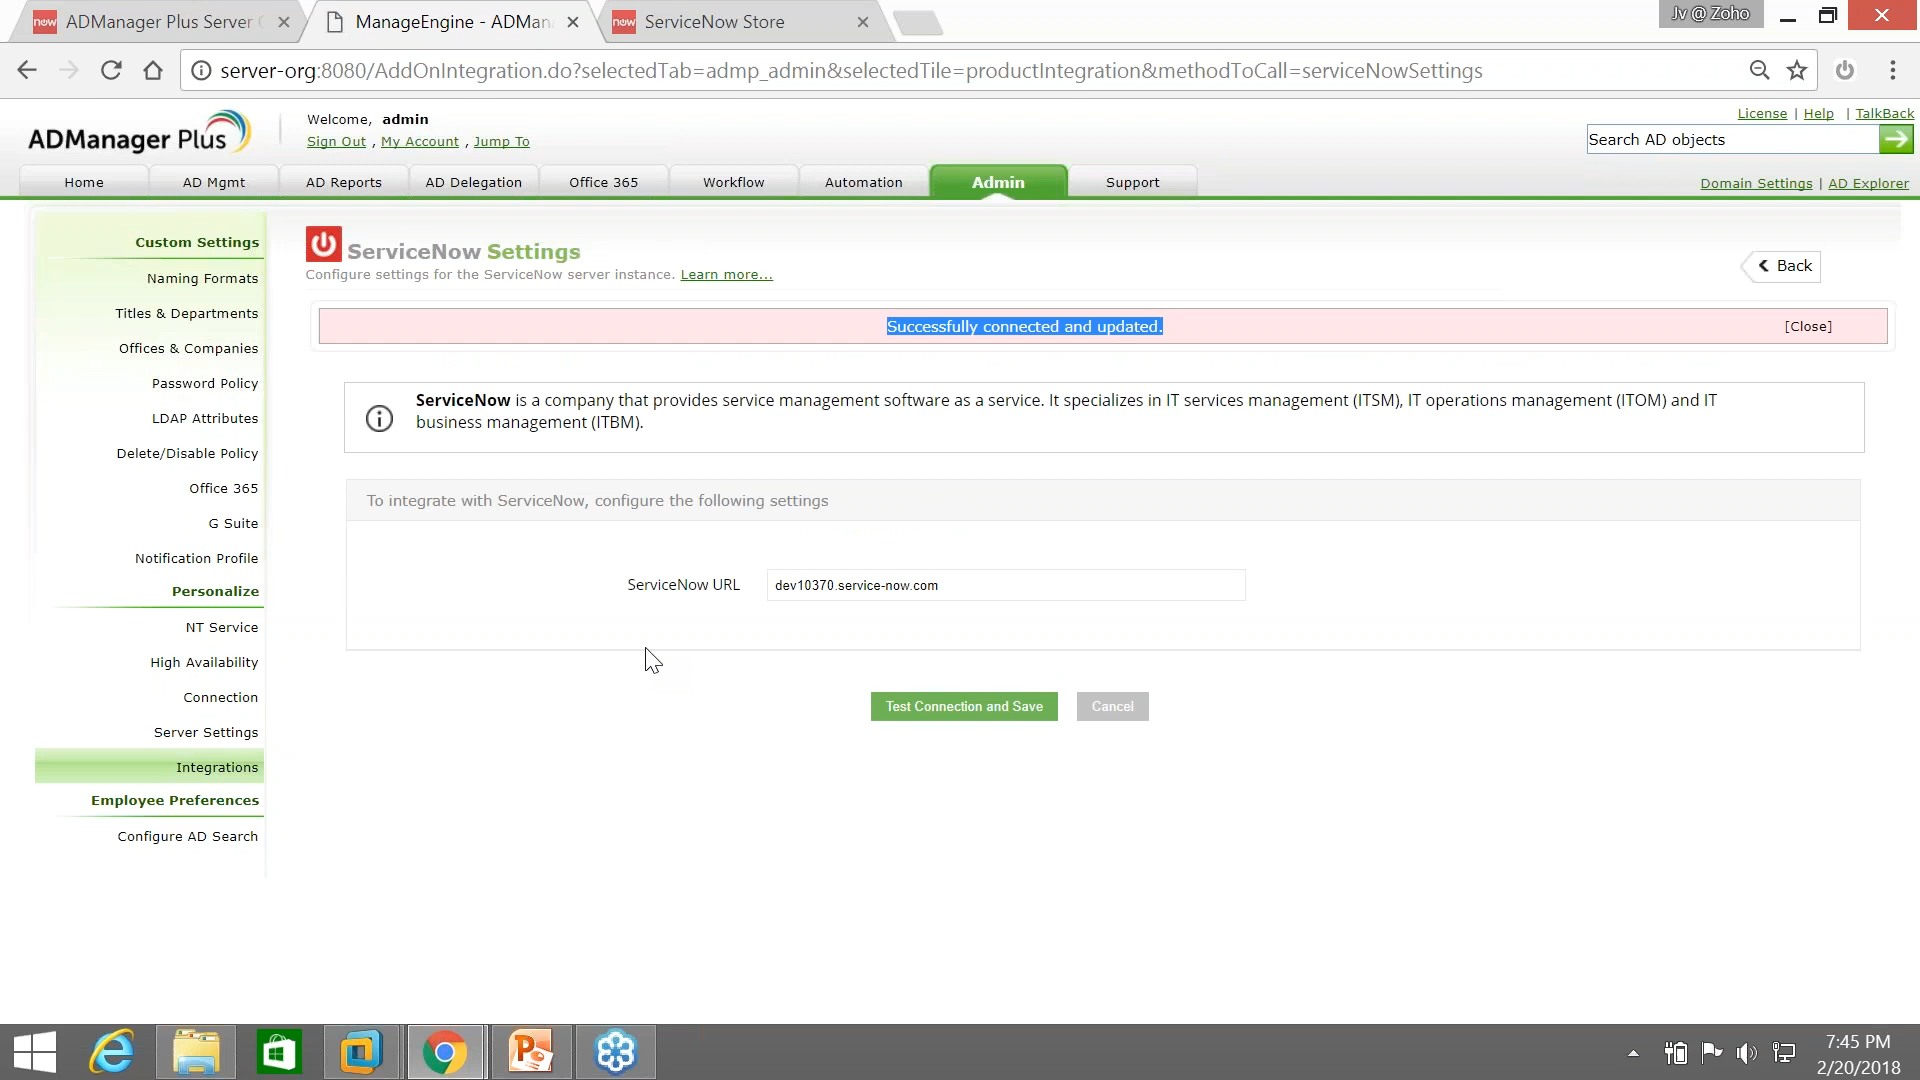 now ADManager Plus Server
ManageEngine - ADMan
now ServiceNow Store
Jv @ Zoho
server-org:8080/AddOnIntegration.do?selectedTab=admp_admin&selectedTile=productIntegration&methodToCall=serviceNowSettings
ADManager Plus
Welcome, admin
Sign Out , My Account , Jump To
License | Help | TalkBack
Search AD objects
Home
AD Mgmt
AD Reports
AD Delegation
Office 365
Workflow
Automation
Admin
Support
Domain Settings | AD Explorer
Custom Settings
Naming Formats
Titles & Departments
Offices & Companies
Password Policy
LDAP Attributes
Delete/Disable Policy
Office 365
G Suite
Notification Profile
Personalize
NT Service
High Availability
Connection
Server Settings
Integrations
Employee Preferences
Configure AD Search
ServiceNow Settings
Configure settings for the ServiceNow server instance. Learn more...
Back
Successfully connected and updated.
[Close]
ServiceNow is a company that provides service management software as a service. It specializes in IT services management (ITSM), IT operations management (ITOM) and IT
business management (ITBM).
To integrate with ServiceNow, configure the following settings
ServiceNow URL
dev10370.service-now.com
Test Connection and Save
Cancel
7:45 PM
2/20/2018